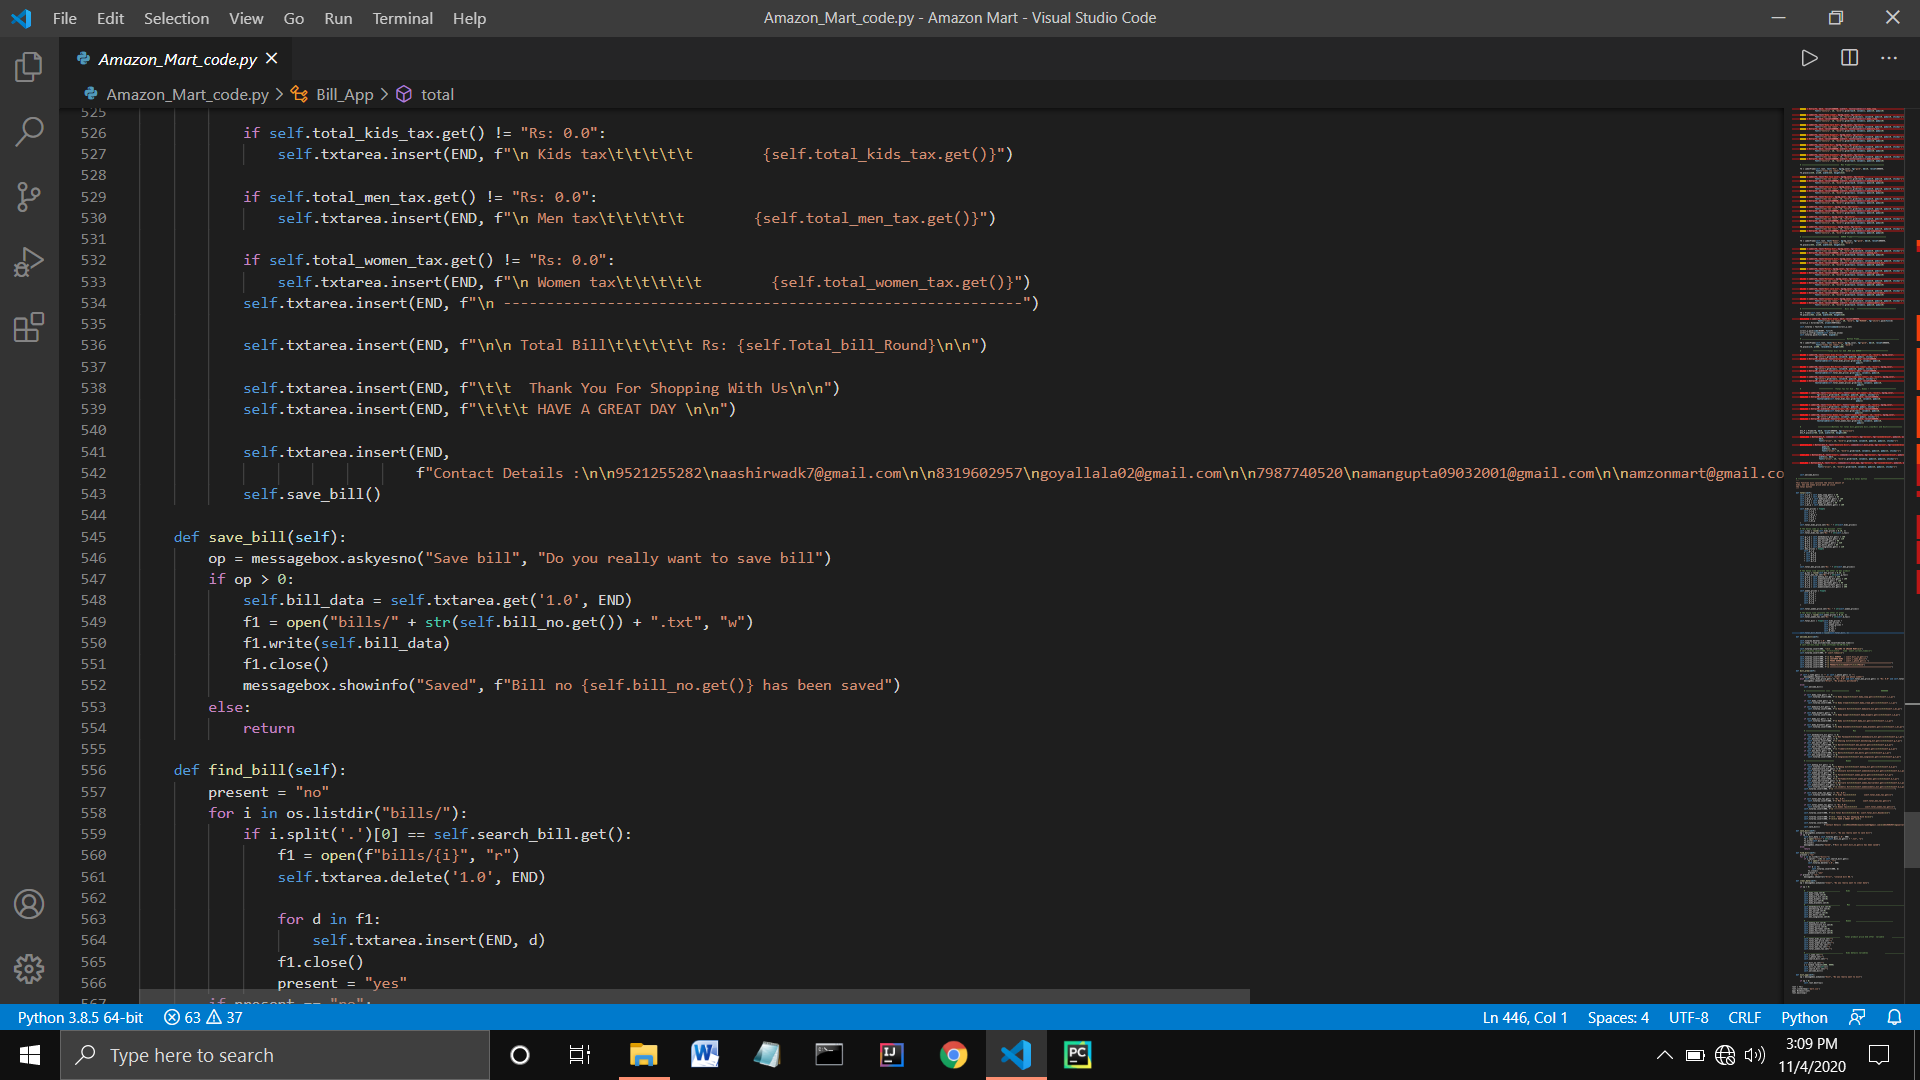 File Edit Selection View Go Run Terminal Help
Amazon_Mart_code.py - Amazon Mart - Visual Studio Code
Amazon_Mart_code.py
Amazon_Mart_code.py > Bill_App > total
525
526 if self.total_kids_tax.get() != "Rs: 0.0":
527 self.txtarea.insert(END, f"\n Kids tax\t\t\t\t\t        {self.total_kids_tax.get()}")
528
529 if self.total_men_tax.get() != "Rs: 0.0":
530 self.txtarea.insert(END, f"\n Men tax\t\t\t\t\t        {self.total_men_tax.get()}")
531
532 if self.total_women_tax.get() != "Rs: 0.0":
533 self.txtarea.insert(END, f"\n Women tax\t\t\t\t\t        {self.total_women_tax.get()}")
534 self.txtarea.insert(END, f"\n ------------------------------------------------------------")
535
536 self.txtarea.insert(END, f"\n\n Total Bill\t\t\t\t\t Rs: {self.Total_bill_Round}\n\n")
537
538 self.txtarea.insert(END, f"\t\t  Thank You For Shopping With Us\n\n")
539 self.txtarea.insert(END, f"\t\t\t HAVE A GREAT DAY \n\n")
540
541 self.txtarea.insert(END,
542 f"Contact Details :\n\n9521255282\naashirwadk7@gmail.com\n\n8319602957\ngoyallala02@gmail.com\n\n7987740520\namangupta09032001@gmail.com\n\namzonmart@gmail.co
543 self.save_bill()
544
545 def save_bill(self):
546 op = messagebox.askyesno("Save bill", "Do you really want to save bill")
547 if op > 0:
548 self.bill_data = self.txtarea.get('1.0', END)
549 f1 = open("bills/" + str(self.bill_no.get()) + ".txt", "w")
550 f1.write(self.bill_data)
551 f1.close()
552 messagebox.showinfo("Saved", f"Bill no {self.bill_no.get()} has been saved")
553 else:
554 return
555
556 def find_bill(self):
557 present = "no"
558 for i in os.listdir("bills/"):
559 if i.split('.')[0] == self.search_bill.get():
560 f1 = open(f"bills/{i}", "r")
561 self.txtarea.delete('1.0', END)
562
563 for d in f1:
564 self.txtarea.insert(END, d)
565 f1.close()
566 present = "yes"
567 if present == "no":
Python 3.8.5 64-bit 63 37 Ln 446, Col 1 Spaces: 4 UTF-8 CRLF Python
Type here to search
3:09 PM
11/4/2020